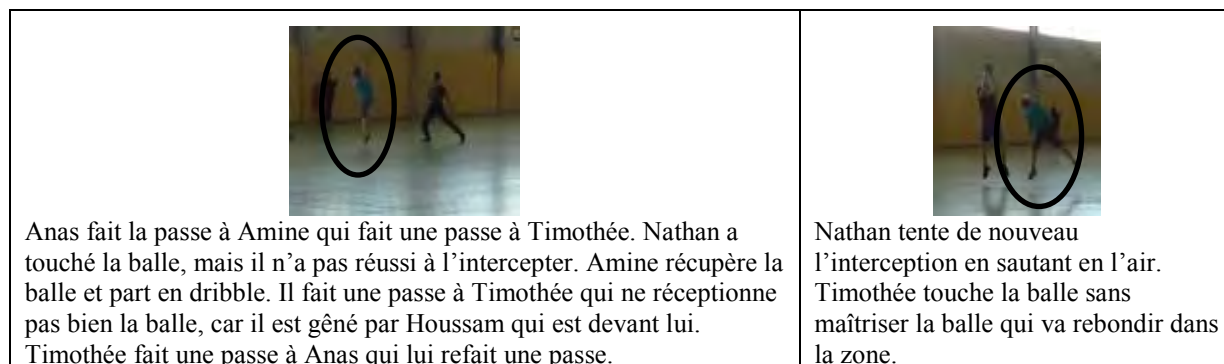 Anas fait la passe à Amine qui fait une passe à Timothée. Nathan a
touché la balle, mais il n’a pas réussi à l’intercepter. Amine récupère la
balle et part en dribble. Il fait une passe à Timothée qui ne réceptionne
pas bien la balle, car il est gêné par Houssam qui est devant lui.
Timothée fait une passe à Anas qui lui refait une passe.
Nathan tente de nouveau
l’interception en sautant en l’air.
Timothée touche la balle sans
maîtriser la balle qui va rebondir dans
la zone.